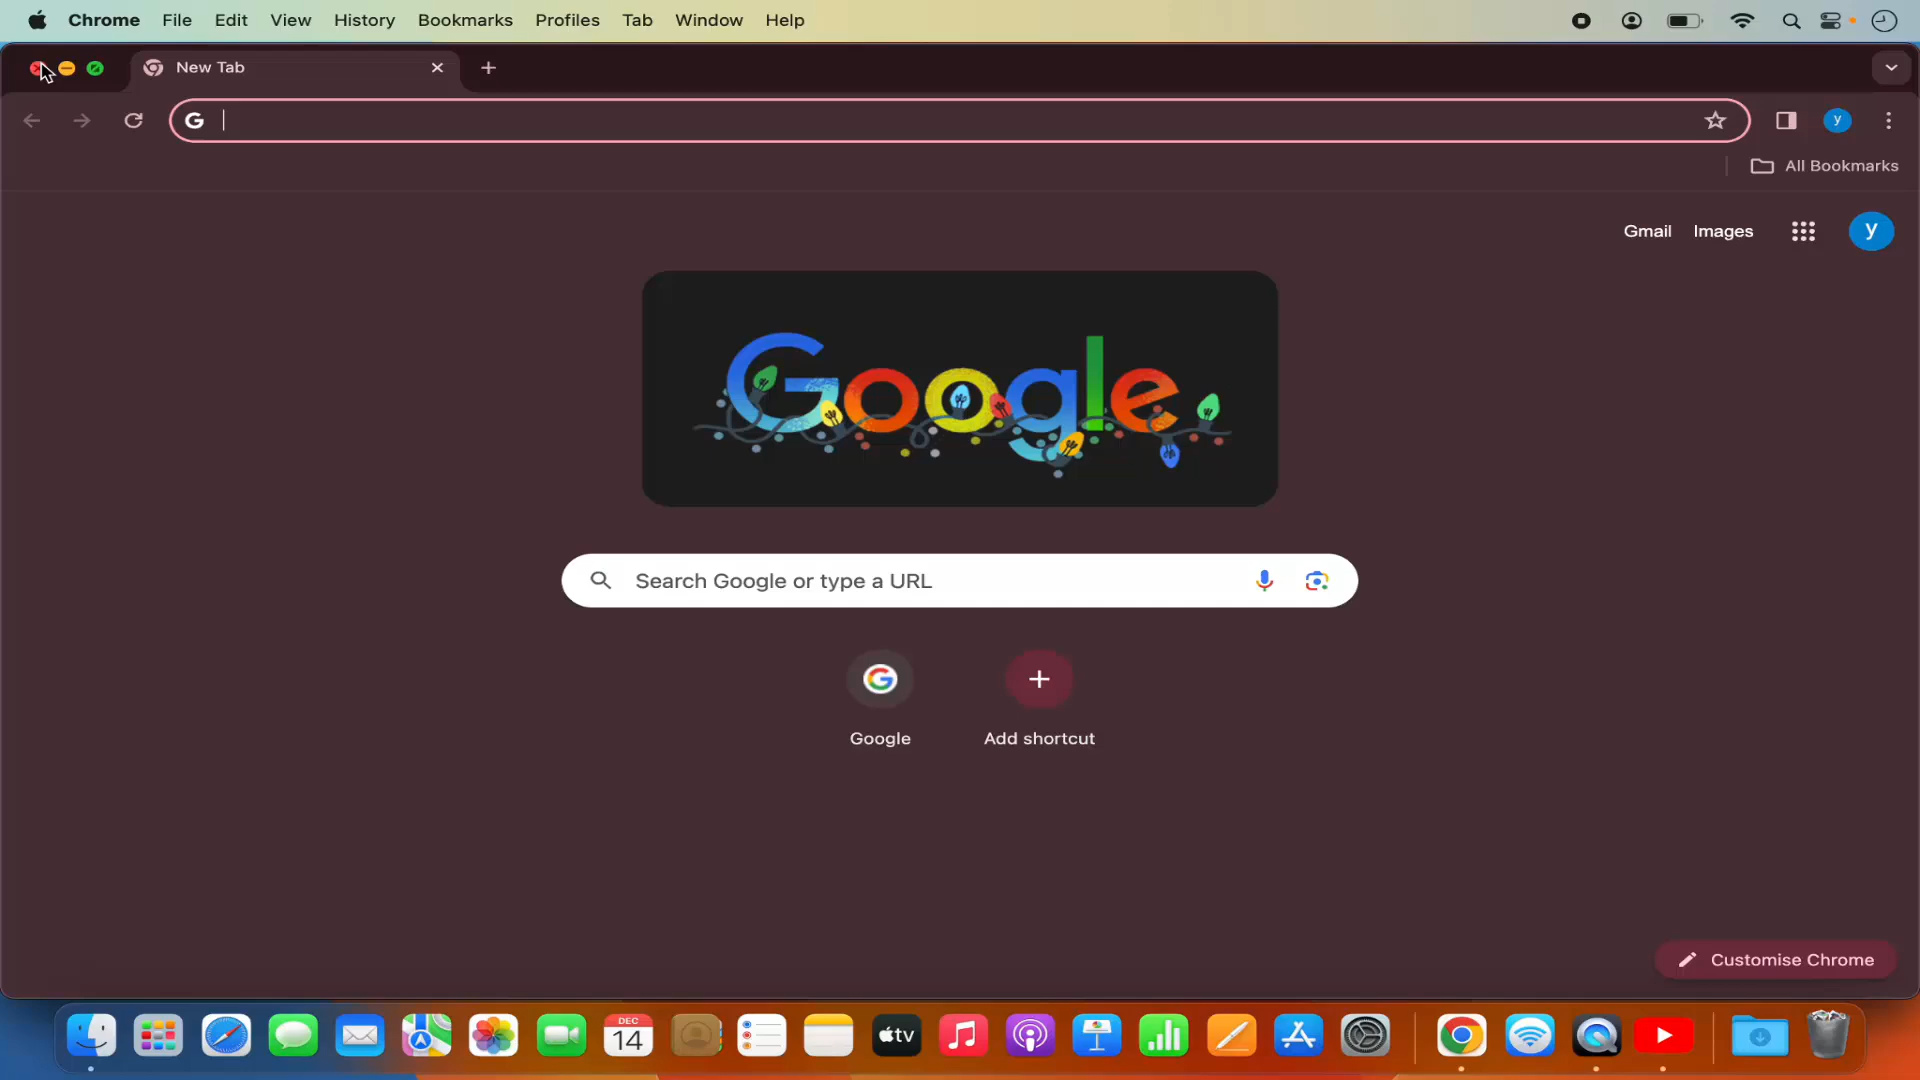 Chrome File Edit View History Bookmarks Profiles Tab Window Help
New Tab
G
y
All Bookmarks
Gmail Images
y
Google
Search Google or type a URL
G
Google Add shortcut
Customise Chrome
DEC
14
tv